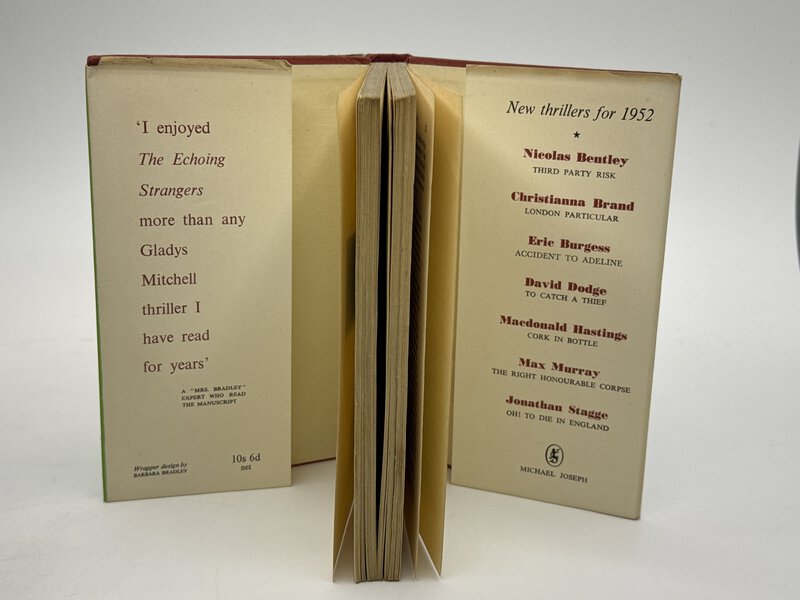 'I enjoyed
The Echoing
Strangers
more than any
Gladys
Mitchell
thriller I
have read
for years'
A "MRS. BRADLEY"
EXPERT WHO READ
THE MANUSCRIPT
Wrapper design by
BARBARA BRADLEY
10s 6d
net
New thrillers for 1952
Nicolas Bentley
THIRD PARTY RISK
Christianna Brand
LONDON PARTICULAR
Eric Burgess
ACCIDENT TO ADELINE
David Dodge
TO CATCH A THIEF
Macdonald Hastings
CORK IN BOTTLE
Max Murray
THE RIGHT HONOURABLE CORPSE
Jonathan Stagge
OH! TO DIE IN ENGLAND
MICHAEL JOSEPH